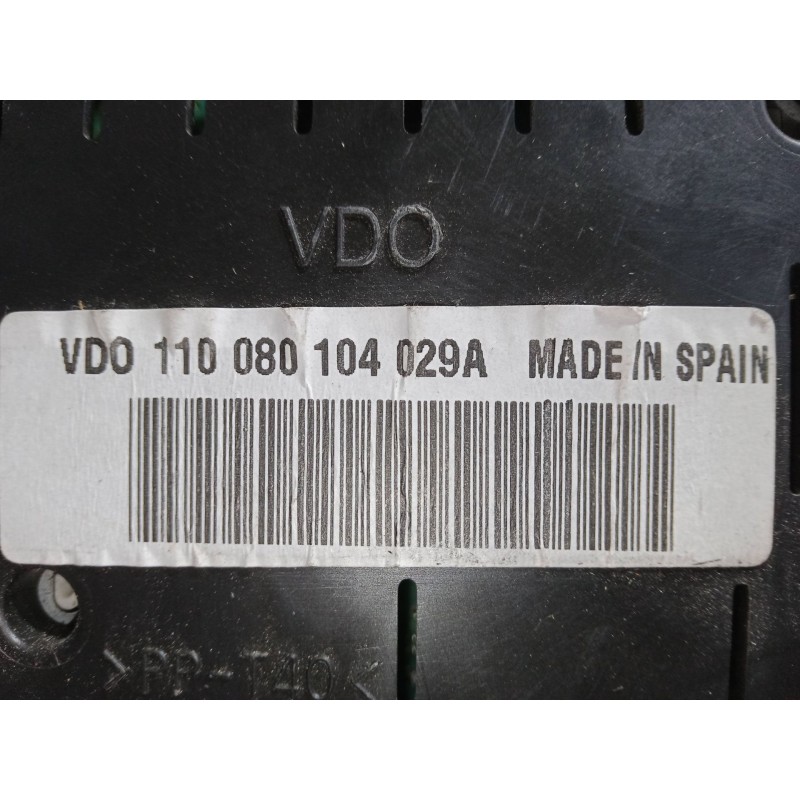 VDO
VDO 110 080 104 029A MADE IN SPAIN
>PP-T40<